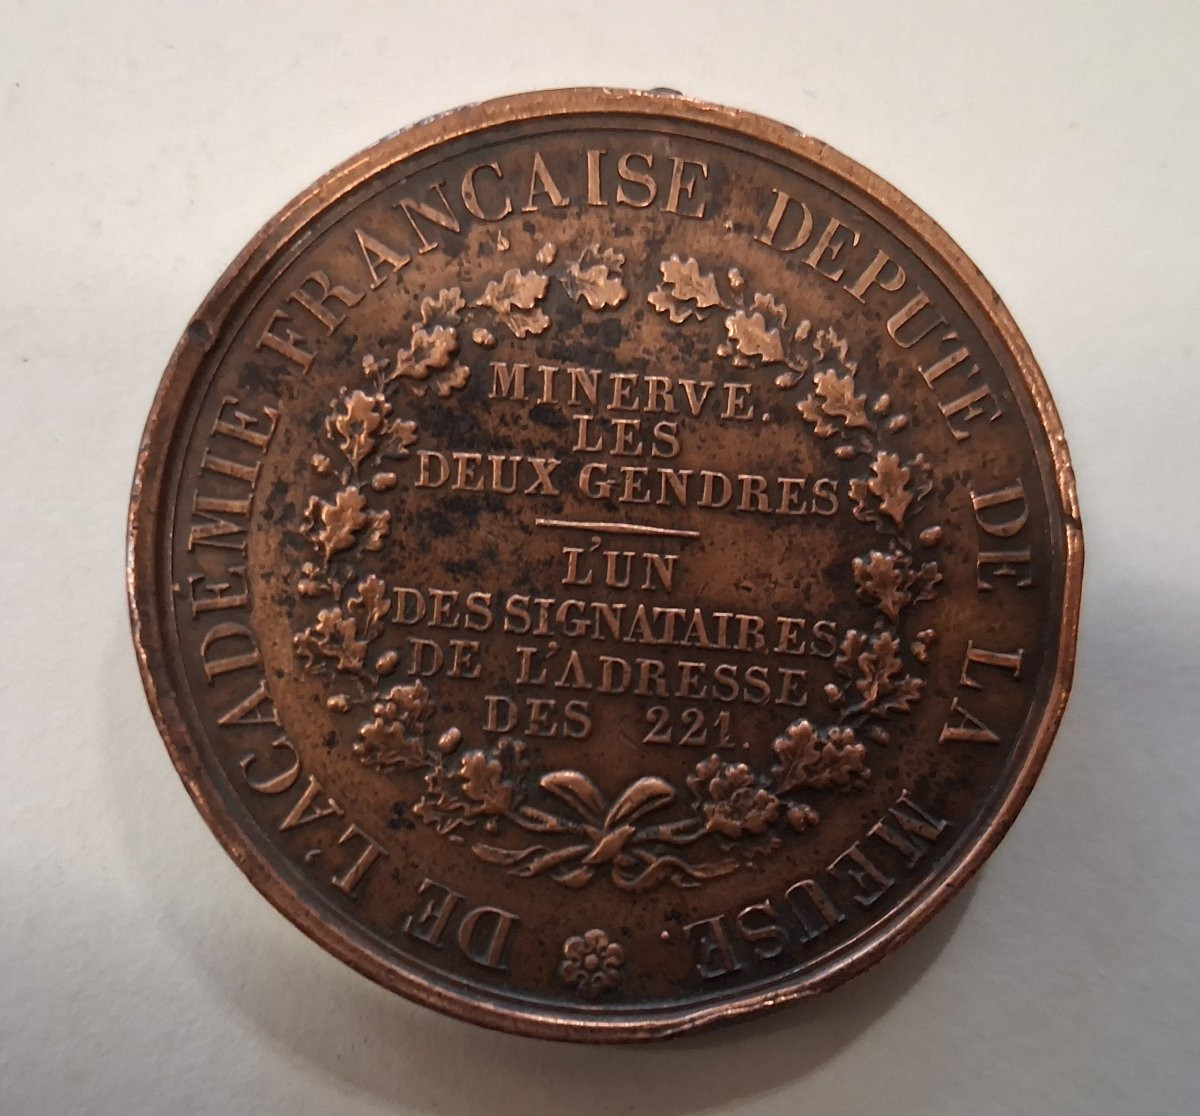 DE L'ACADÉMIE FRANÇAISE. DÉPUTÉ DE LA MEUSE.
MINERVE.
LES
DEUX GENDRES
L'UN
DES SIGNATAIRES
DE L'ADRESSE
DES 221.